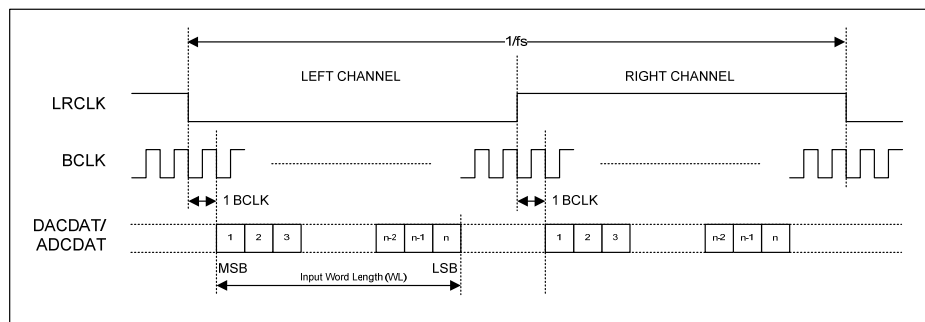 1/fs
LEFT CHANNEL RIGHT CHANNEL
LRCLK
BCLK
1 BCLK 1 BCLK
DACDAT/
ADCDAT
1 2 3 n-2 n-1 n 1 2 3 n-2 n-1 n
MSB LSB
Input Word Length (WL)